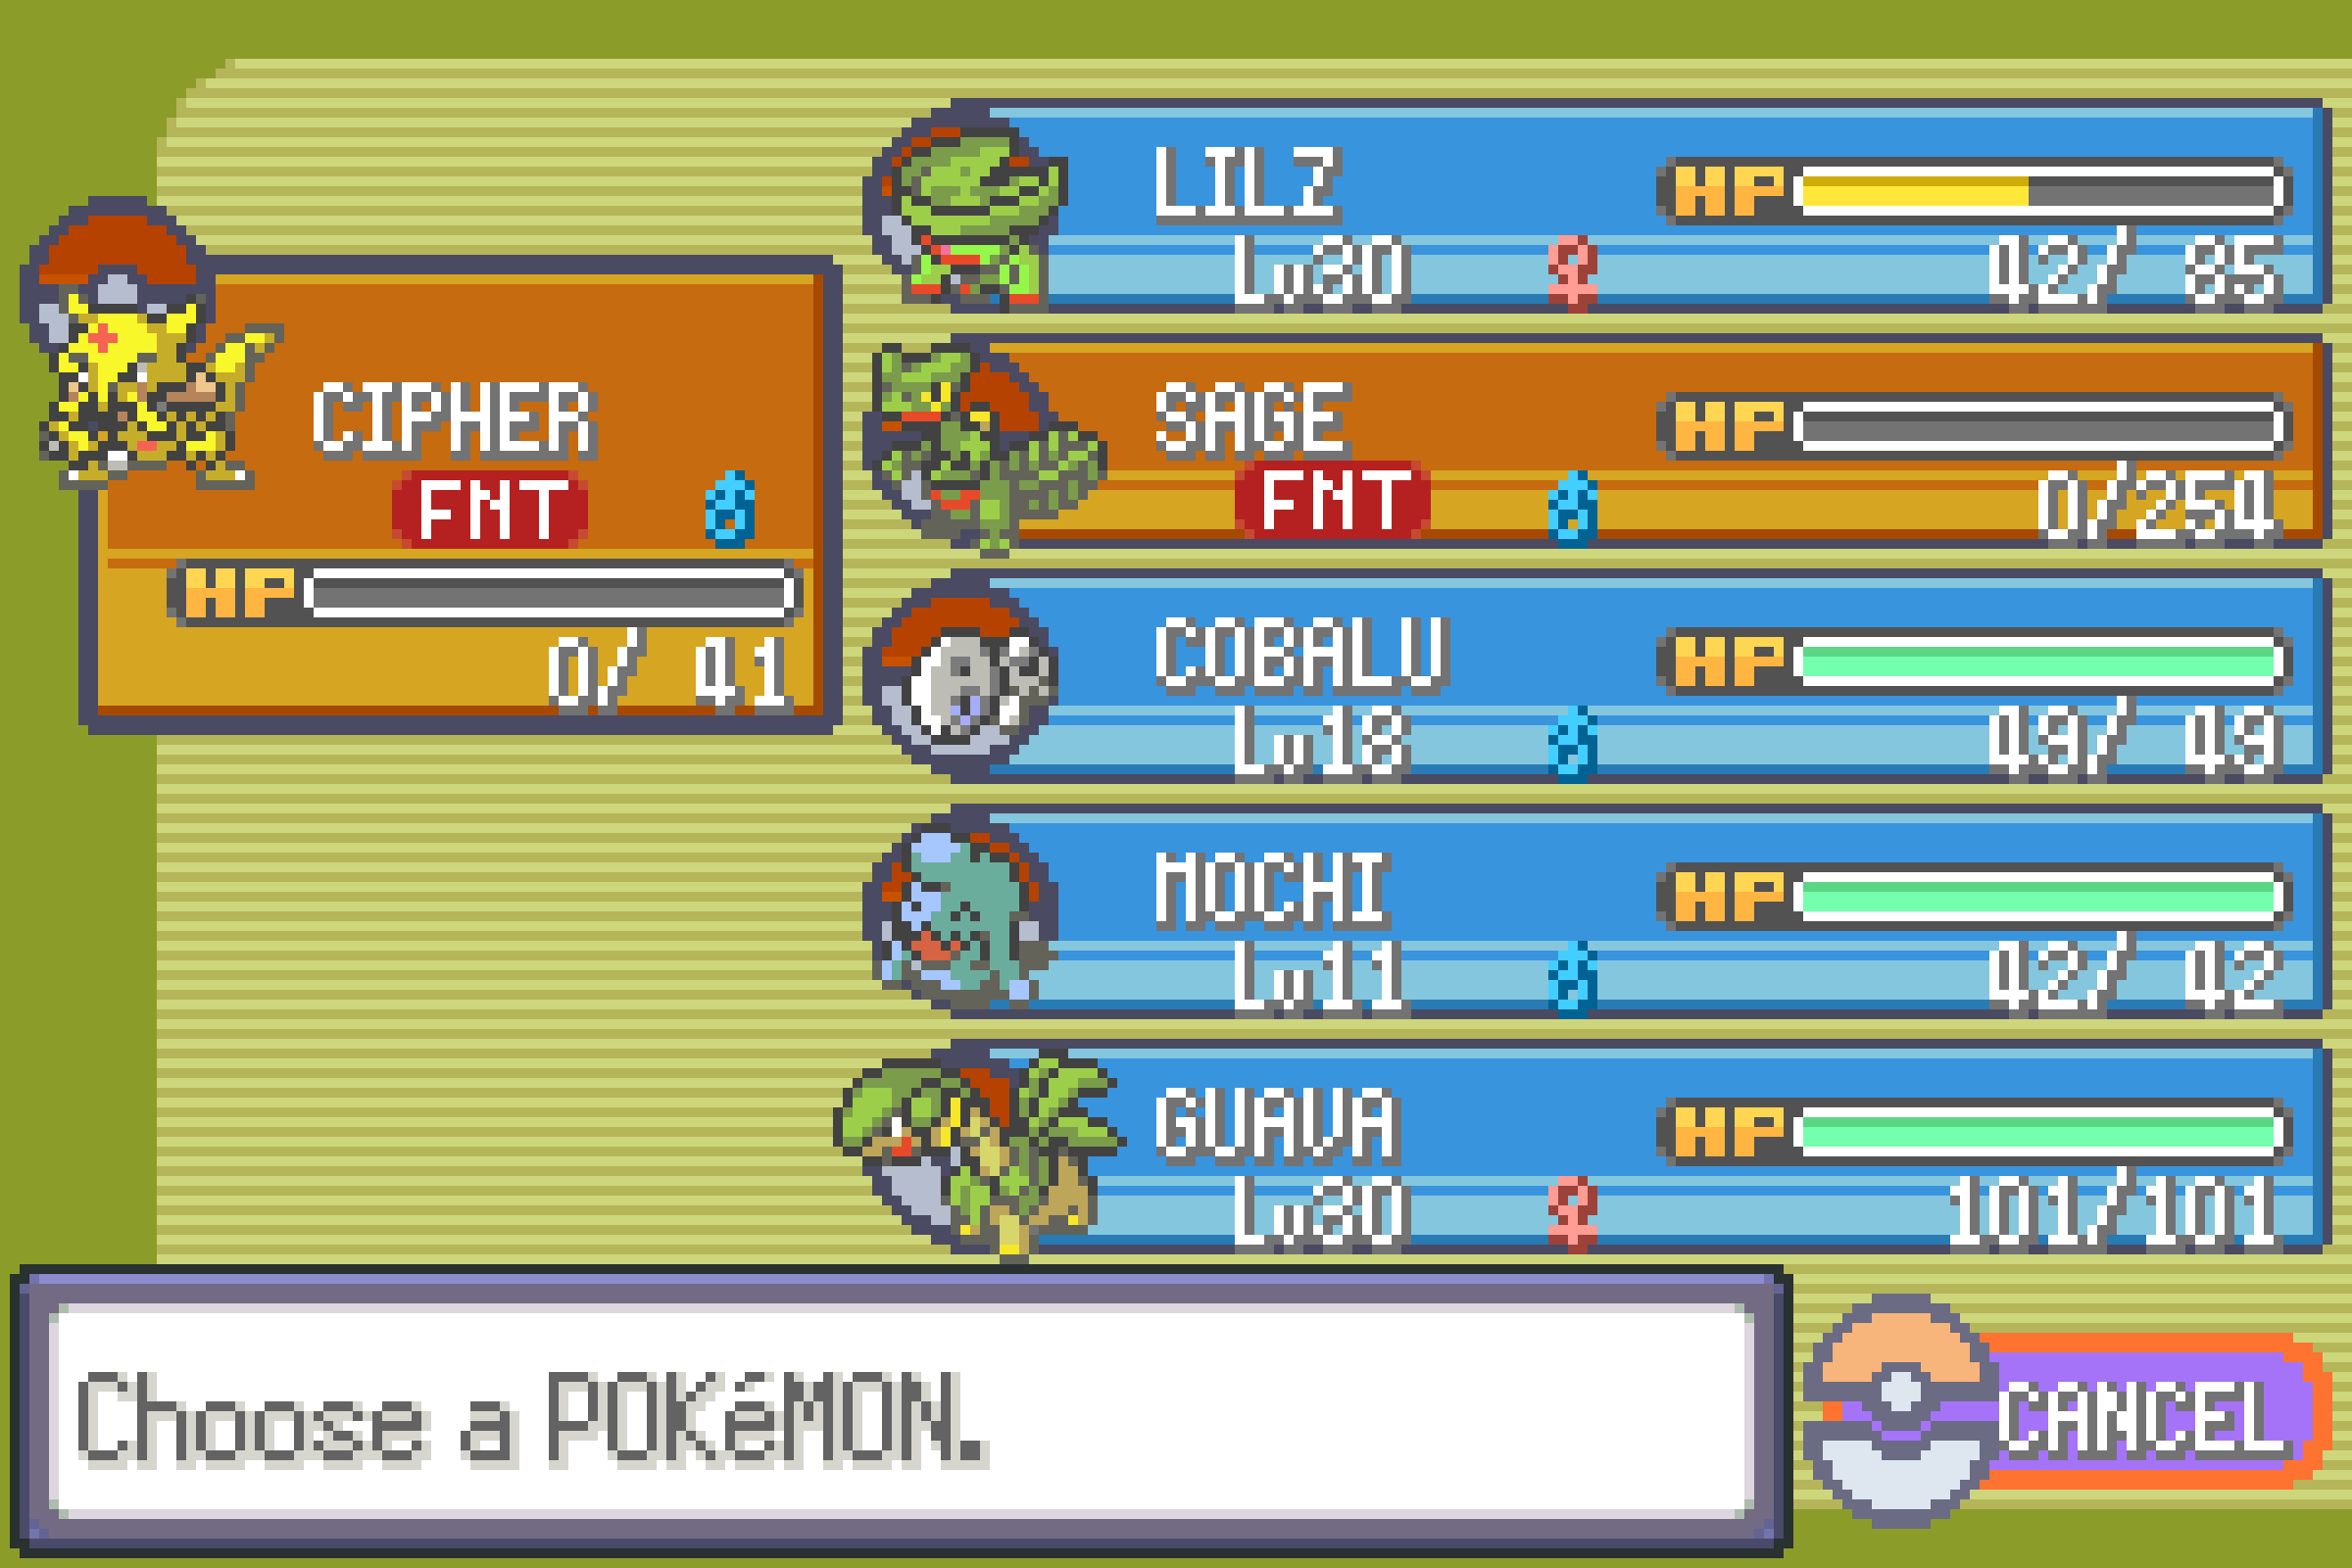 CIPHER
FNT ♂
HP
0/ 41
LILZ
HP
Lv30 ♀ 42/ 85
SAGE
HP
FNT ♂ 0/254
COBALU
HP
Lv18 ♂ 49/ 49
MOCHI
HP
Lv11 ♂ 42/ 42
GUAVA
HP
Lv30 ♀ 101/101
Choose a POKéMON.
CANCEL